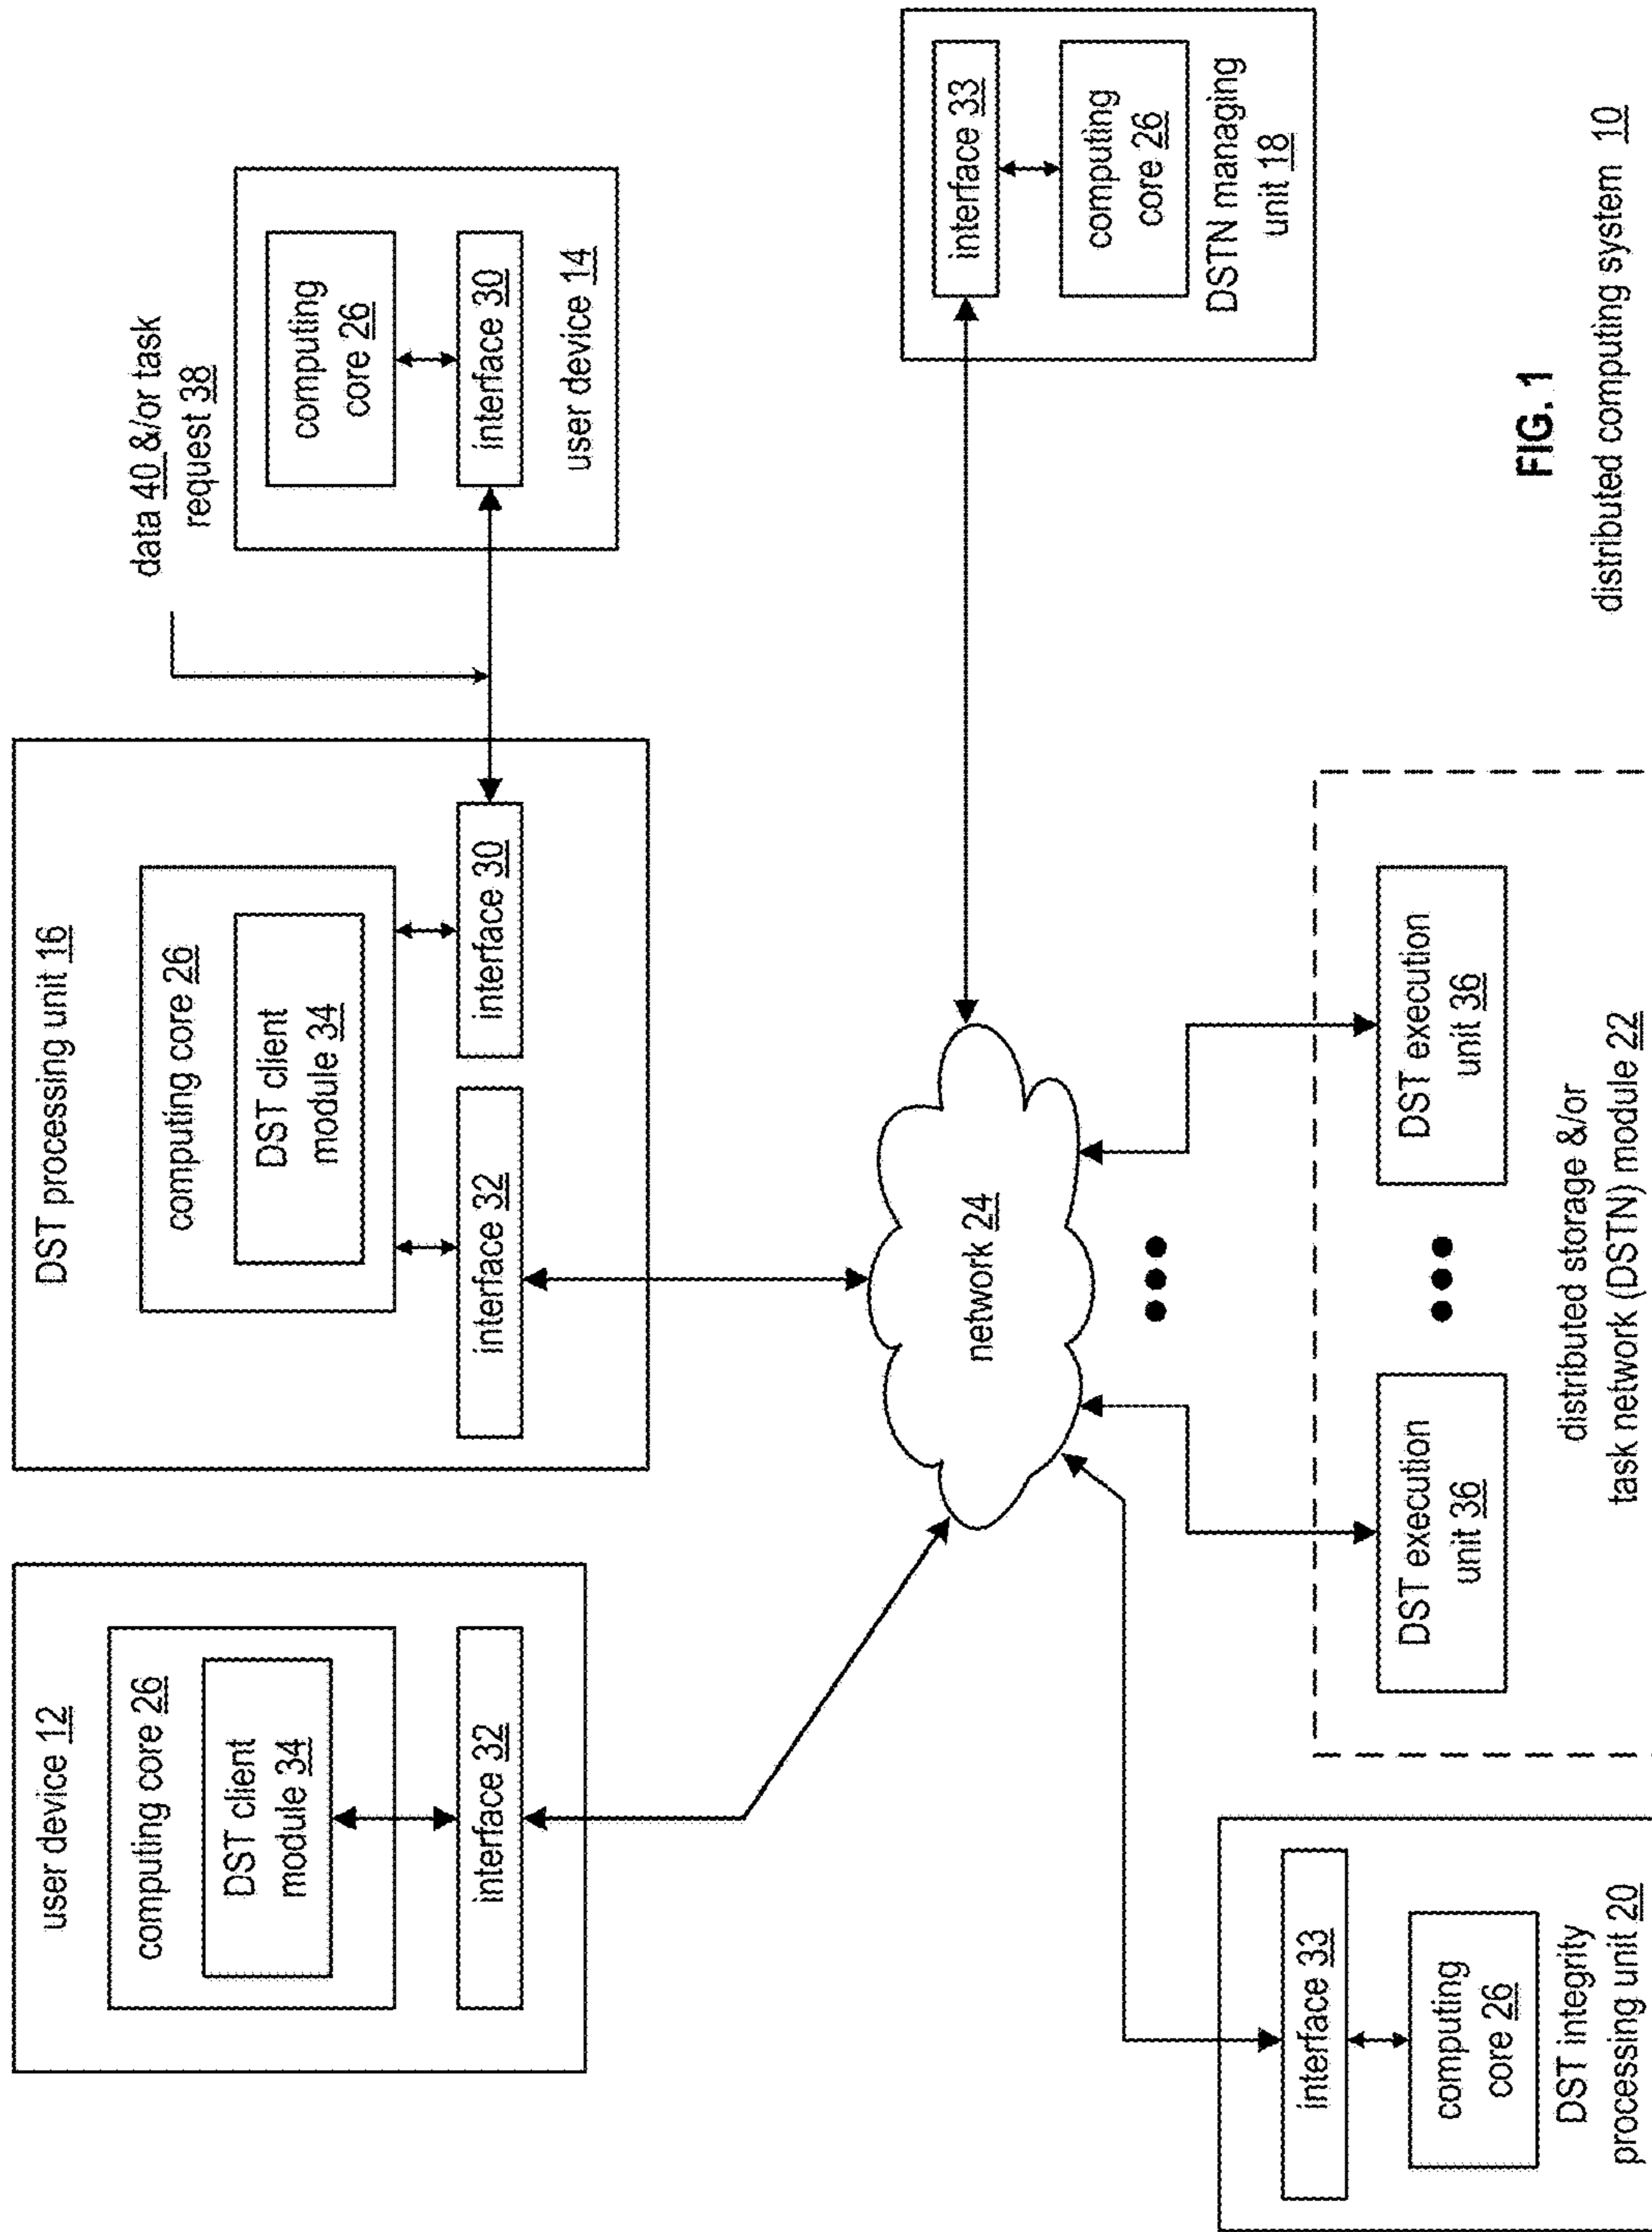 user device 12
computing core 26
DST client
module 34
interface 32
DST processing unit 16
computing core 26
DST client
module 34
interface 32
interface 30
data 40 &/or task
request 38
computing
core 26
interface 30
user device 14
network 24
interface 33
computing
core 26
DSTN managing
unit 18
interface 33
computing
core 26
DST integrity
processing unit 20
DST execution
unit 36
DST execution
unit 36
distributed storage &/or
task network (DSTN) module 22
FIG. 1
distributed computing system 10